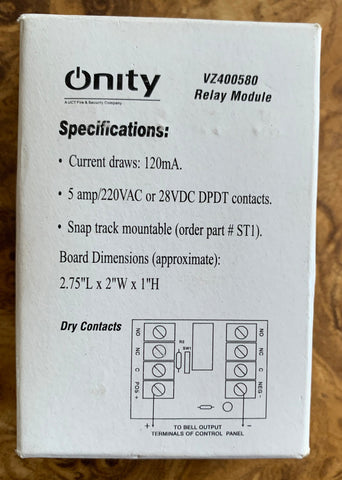 Onity
A UTC Fire & Security Company
VZ400580
Relay Module
Specifications:
• Current draws: 120mA.
• 5 amp/220VAC or 28VDC DPDT contacts.
• Snap track mountable (order part # ST1).
Board Dimensions (approximate):
2.75"L x 2"W x 1"H
Dry Contacts
NO
NC
C
POS +
R2
SW1
NO
NC
C
NEG -
+
-
TO BELL OUTPUT
TERMINALS OF CONTROL PANEL